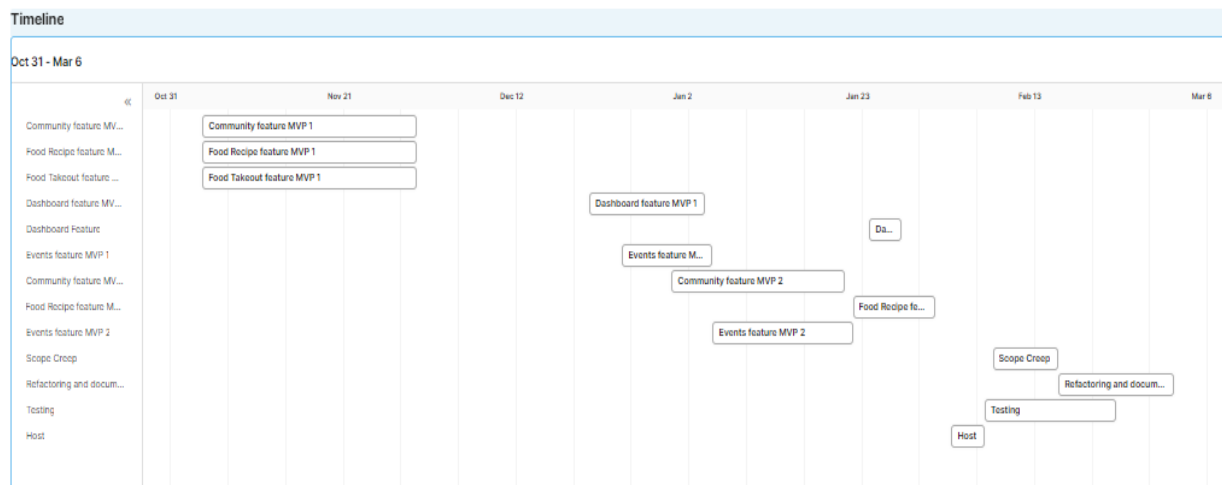 Timeline
Oct 31 - Mar 6
« Oct 31 Nov 21 Dec 12 Jan 2 Jan 23 Feb 13 Mar 6
Community feature MV... Community feature MVP 1
Food Recipe feature M... Food Recipe feature MVP 1
Food Takeout feature ... Food Takeout feature MVP 1
Dashboard feature MV... Dashboard feature MVP 1
Dashboard Feature Da...
Events feature MVP 1 Events feature M...
Community feature MV... Community feature MVP 2
Food Recipe feature M... Food Recipe fe...
Events feature MVP 2 Events feature MVP 2
Scope Creep Scope Creep
Refactoring and docum... Refactoring and docum...
Testing Testing
Host Host